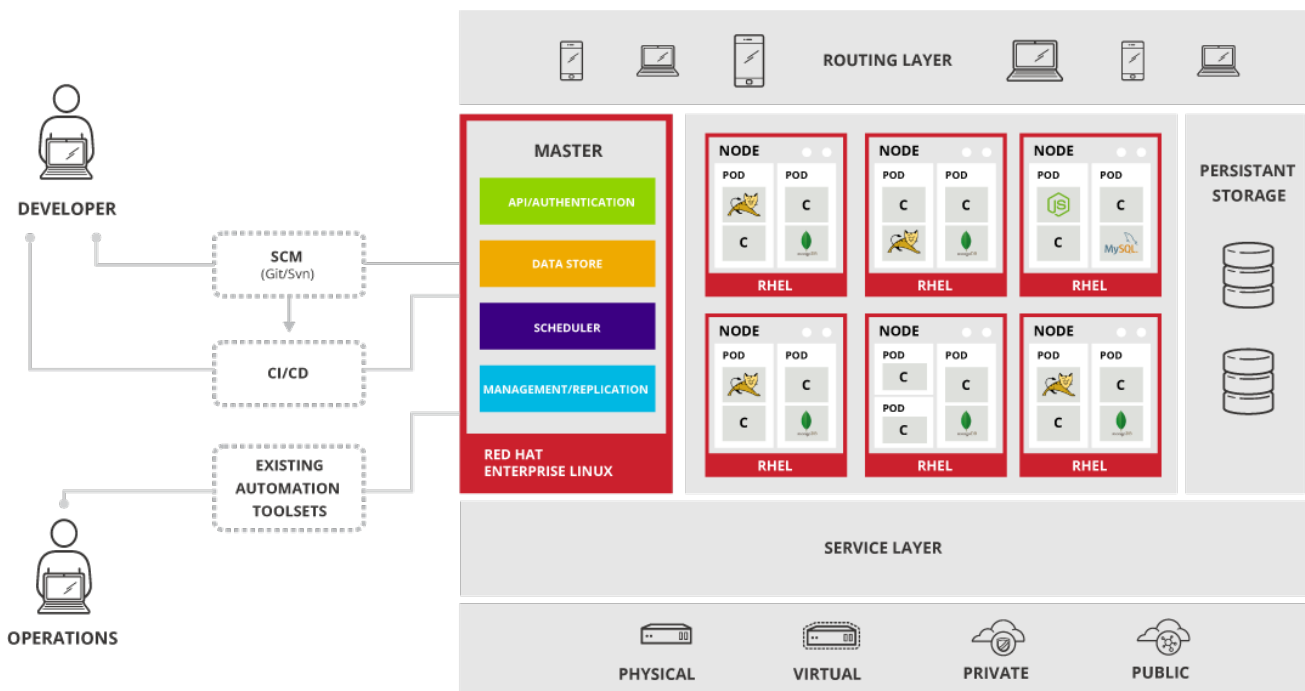 ROUTING LAYER
DEVELOPER
SCM
(Git/Svn)
CI/CD
EXISTING
AUTOMATION
TOOLSETS
OPERATIONS
MASTER
API/AUTHENTICATION
DATA STORE
SCHEDULER
MANAGEMENT/REPLICATION
RED HAT
ENTERPRISE LINUX
NODE
POD POD
C
C
RHEL
NODE
POD POD
C C
RHEL
NODE
POD POD
JS C
C MySQL
RHEL
NODE
POD POD
C
C
RHEL
NODE
POD POD
C C
POD
C
RHEL
NODE
POD POD
C
C
RHEL
PERSISTANT
STORAGE
SERVICE LAYER
PHYSICAL
VIRTUAL
PRIVATE
PUBLIC